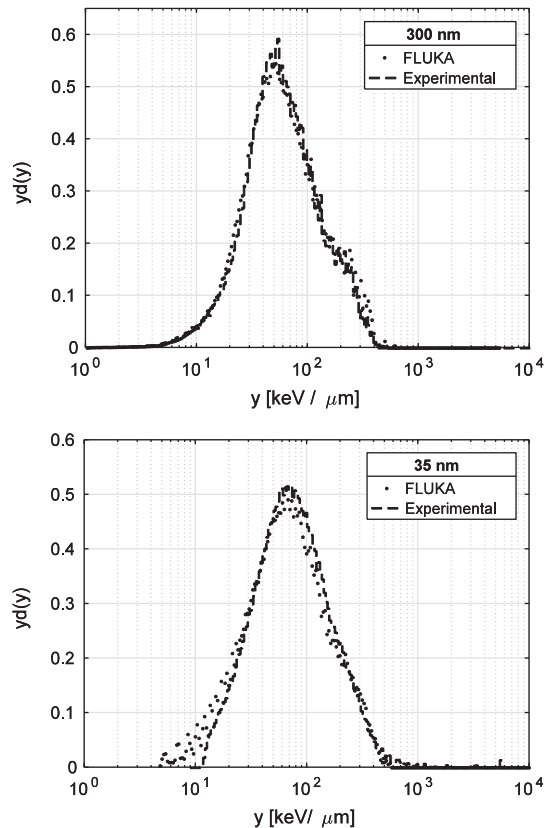 0.6
0.5
0.4
0.3
0.2
0.1
0
yd(y)
300 nm
FLUKA
Experimental
10^0 10^1 10^2 10^3 10^4
y [keV / μm]
0.6
0.5
0.4
0.3
0.2
0.1
0
yd(y)
35 nm
FLUKA
Experimental
10^0 10^1 10^2 10^3 10^4
y [keV/ μm]